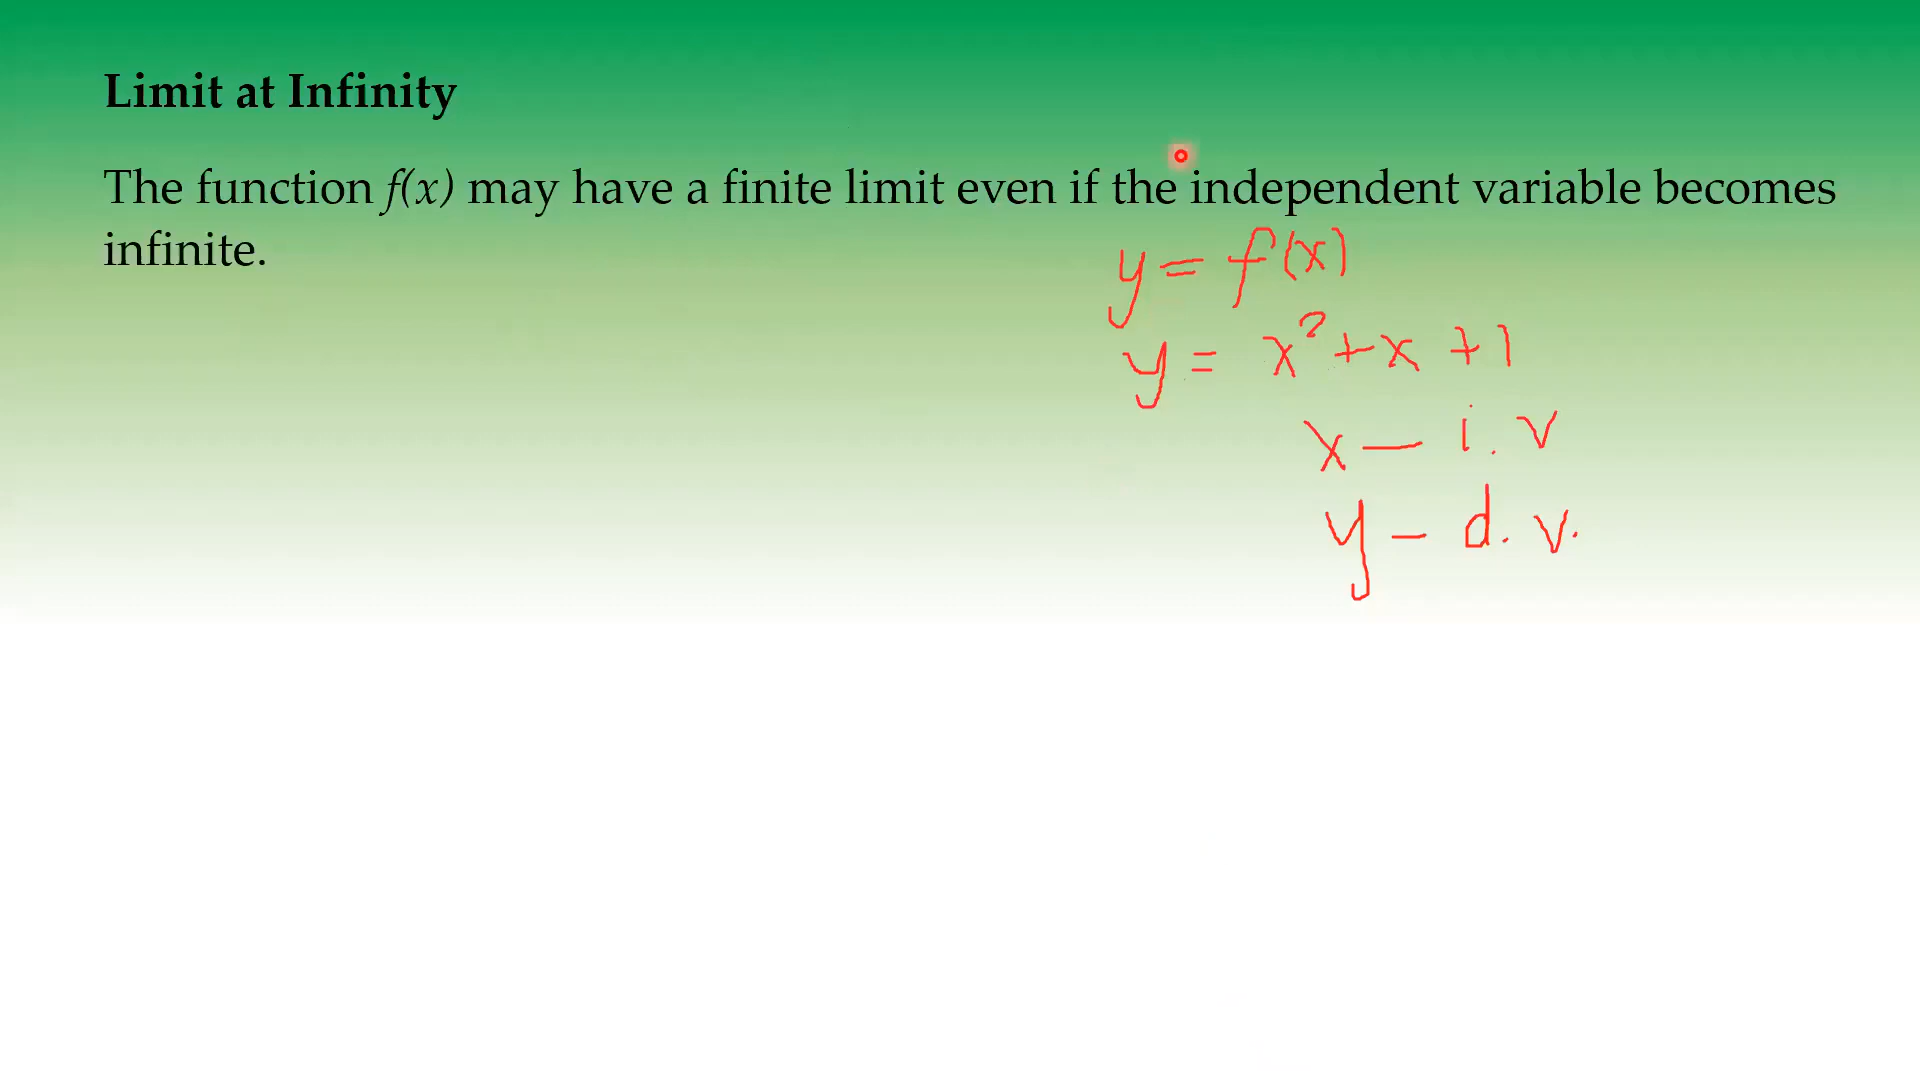 Limit at Infinity
The function f(x) may have a finite limit even if the independent variable becomes
infinite.
y = f(x)
y = x² + x + 1
x — i. v
y – d. v.